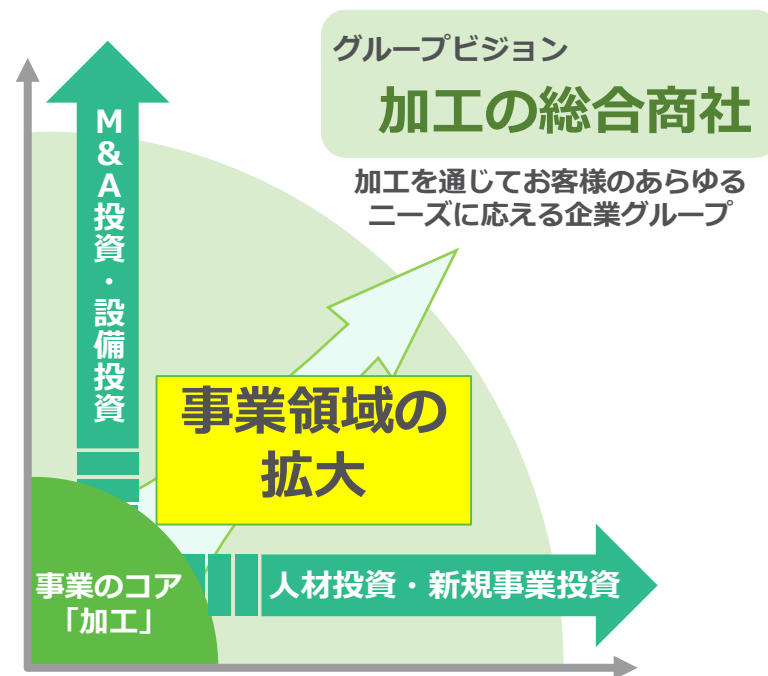 グループビジョン
加工の総合商社
加工を通じてお客様のあらゆる
ニーズに応える企業グループ
M&A投資・設備投資
事業領域の
拡大
事業のコア
「加工」
人材投資・新規事業投資